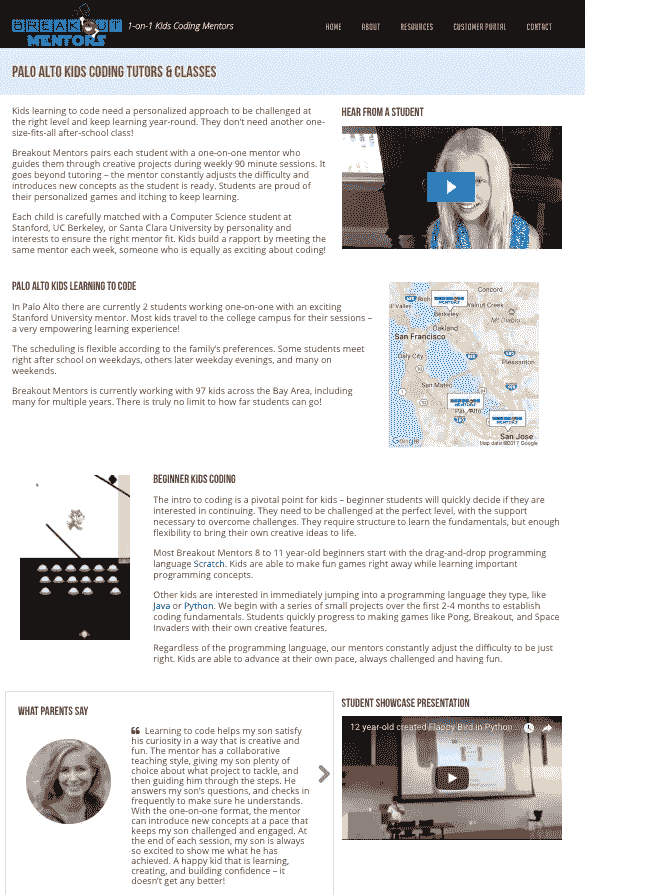 BREAKOUT
MENTORS
1-on-1 Kids Coding Mentors
HOME ABOUT RESOURCES CUSTOMER PORTAL CONTACT
PALO ALTO KIDS CODING TUTORS & CLASSES
Kids learning to code need a personalized approach to be challenged at
the right level and keep learning year-round. They don't need another one-
size-fits-all after-school class!
Breakout Mentors pairs each student with a one-on-one mentor who
guides them through creative projects during weekly 90 minute sessions. It
goes beyond tutoring – the mentor constantly adjusts the difficulty and
introduces new concepts as the student is ready. Students are proud of
their personalized games and itching to keep learning.
Each child is carefully matched with a Computer Science student at
Stanford, UC Berkeley, or Santa Clara University by personality and
interests to ensure the right mentor fit. Kids build a rapport by meeting the
same mentor each week, someone who is equally as exciting about coding!
HEAR FROM A STUDENT
PALO ALTO KIDS LEARNING TO CODE
In Palo Alto there are currently 2 students working one-on-one with an exciting
Stanford University mentor. Most kids travel to the college campus for their sessions –
a very empowering learning experience!
The scheduling is flexible according to the family's preferences. Some students meet
right after school on weekdays, others later weekday evenings, and many on
weekends.
Breakout Mentors is currently working with 97 kids across the Bay Area, including
many for multiple years. There is truly no limit to how far students can go!
Concord
Walnut Creek
Berkeley
Mt Diablo
Oakland
San Francisco
Daly City
Pleasanton
San Mateo
San Jose
Google
Map data ©2017 Google
BEGINNER KIDS CODING
The intro to coding is a pivotal point for kids – beginner students will quickly decide if they are
interested in continuing. They need to be challenged at the perfect level, with the support
necessary to overcome challenges. They require structure to learn the fundamentals, but enough
flexibility to bring their own creative ideas to life.
Most Breakout Mentors 8 to 11 year-old beginners start with the drag-and-drop programming
language Scratch. Kids are able to make fun games right away while learning important
programming concepts.
Other kids are interested in immediately jumping into a programming language they type, like
Java or Python. We begin with a series of small projects over the first 2-4 months to establish
coding fundamentals. Students quickly progress to making games like Pong, Breakout, and Space
Invaders with their own creative features.
Regardless of the programming language, our mentors constantly adjust the difficulty to be just
right. Kids are able to advance at their own pace, always challenged and having fun.
WHAT PARENTS SAY
“ Learning to code helps my son satisfy
his curiosity in a way that is creative and
fun. The mentor has a collaborative
teaching style, giving my son plenty of
choice about what project to tackle, and
then guiding him through the steps. He
answers my son's questions, and checks in
frequently to make sure he understands.
With the one-on-one format, the mentor
can introduce new concepts at a pace that
keeps my son challenged and engaged. At
the end of each session, my son is always
so excited to show me what he has
achieved. A happy kid that is learning,
creating, and building confidence – it
doesn't get any better!
STUDENT SHOWCASE PRESENTATION
12 year-old created Flappy Bird in Python...